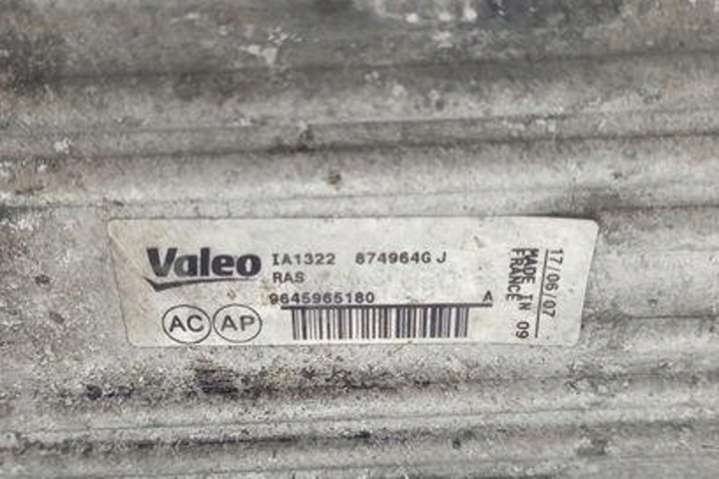 Valeo IA1322 874964G J
RAS
9645965180 A
AC AP
17/06/07
MADE IN 09
FRANCE